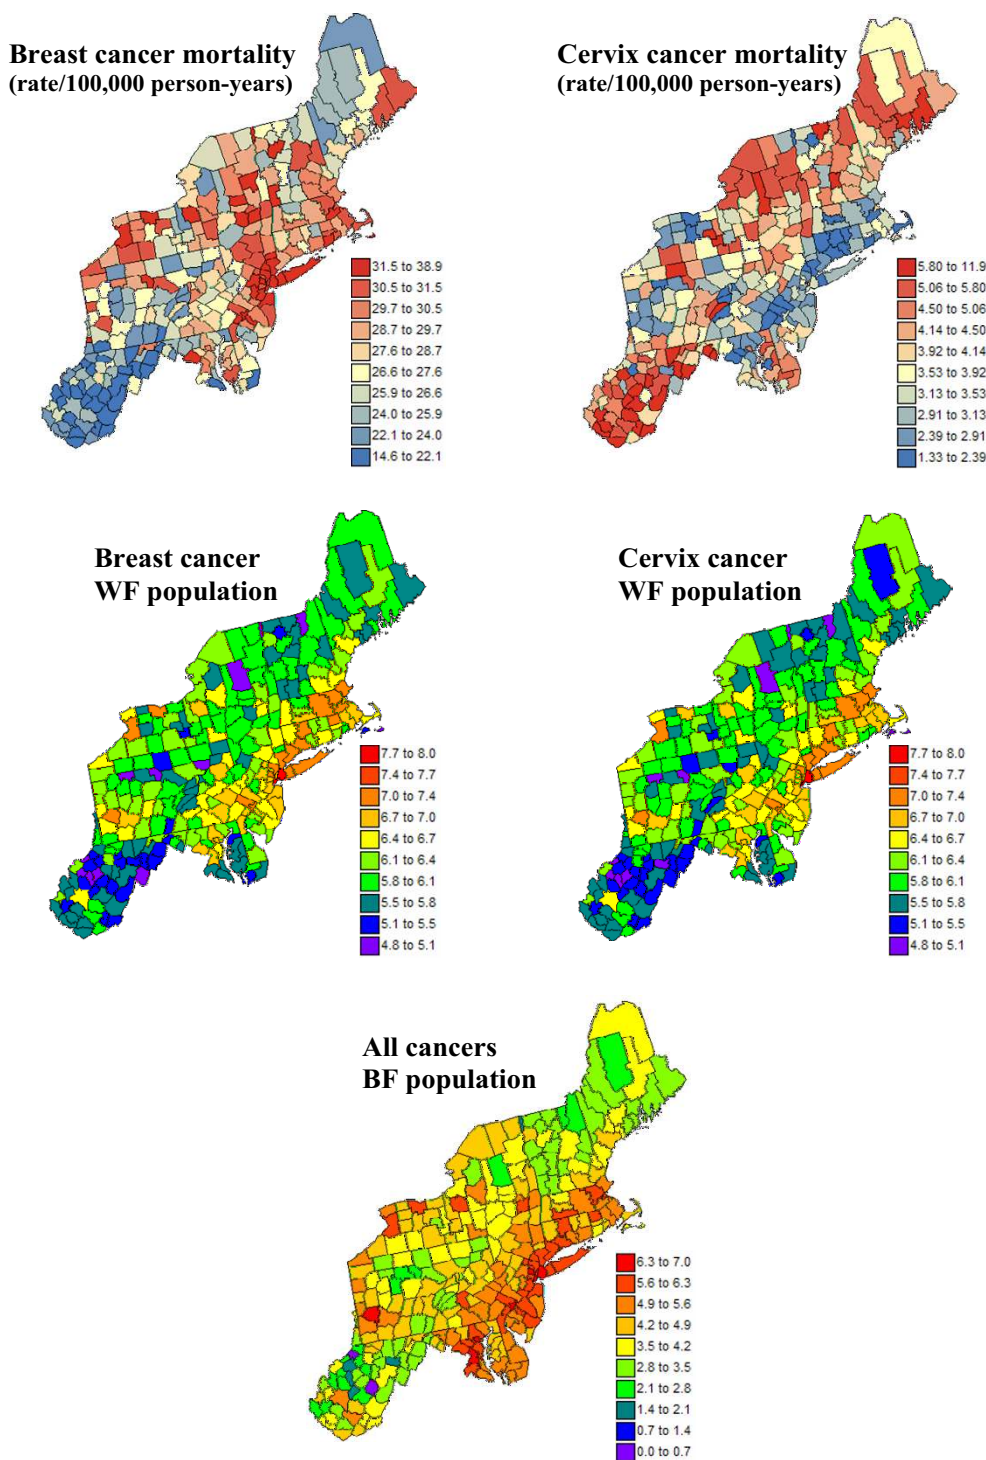 Breast cancer mortality
(rate/100,000 person-years)
Cervix cancer mortality
(rate/100,000 person-years)
31.5 to 38.9
30.5 to 31.5
29.7 to 30.5
28.7 to 29.7
27.6 to 28.7
26.6 to 27.6
25.9 to 26.6
24.0 to 25.9
22.1 to 24.0
14.6 to 22.1
5.80 to 11.9
5.06 to 5.80
4.50 to 5.06
4.14 to 4.50
3.92 to 4.14
3.53 to 3.92
3.13 to 3.53
2.91 to 3.13
2.39 to 2.91
1.33 to 2.39
Breast cancer
WF population
Cervix cancer
WF population
7.7 to 8.0
7.4 to 7.7
7.0 to 7.4
6.7 to 7.0
6.4 to 6.7
6.1 to 6.4
5.8 to 6.1
5.5 to 5.8
5.1 to 5.5
4.8 to 5.1
7.7 to 8.0
7.4 to 7.7
7.0 to 7.4
6.7 to 7.0
6.4 to 6.7
6.1 to 6.4
5.8 to 6.1
5.5 to 5.8
5.1 to 5.5
4.8 to 5.1
All cancers
BF population
6.3 to 7.0
5.6 to 6.3
4.9 to 5.6
4.2 to 4.9
3.5 to 4.2
2.8 to 3.5
2.1 to 2.8
1.4 to 2.1
0.7 to 1.4
0.0 to 0.7